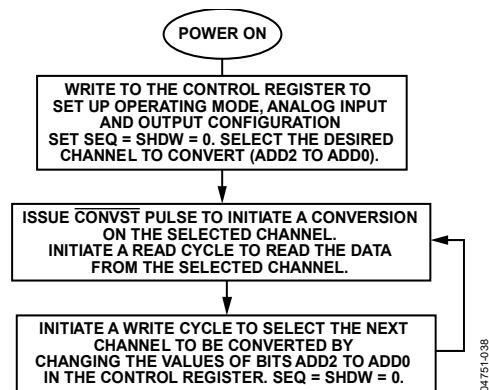 POWER ON
WRITE TO THE CONTROL REGISTER TO
SET UP OPERATING MODE, ANALOG INPUT
AND OUTPUT CONFIGURATION
SET SEQ = SHDW = 0. SELECT THE DESIRED
CHANNEL TO CONVERT (ADD2 TO ADD0).
ISSUE CONVST PULSE TO INITIATE A CONVERSION
ON THE SELECTED CHANNEL.
INITIATE A READ CYCLE TO READ THE DATA
FROM THE SELECTED CHANNEL.
INITIATE A WRITE CYCLE TO SELECT THE NEXT
CHANNEL TO BE CONVERTED BY
CHANGING THE VALUES OF BITS ADD2 TO ADD0
IN THE CONTROL REGISTER. SEQ = SHDW = 0.
04751-038